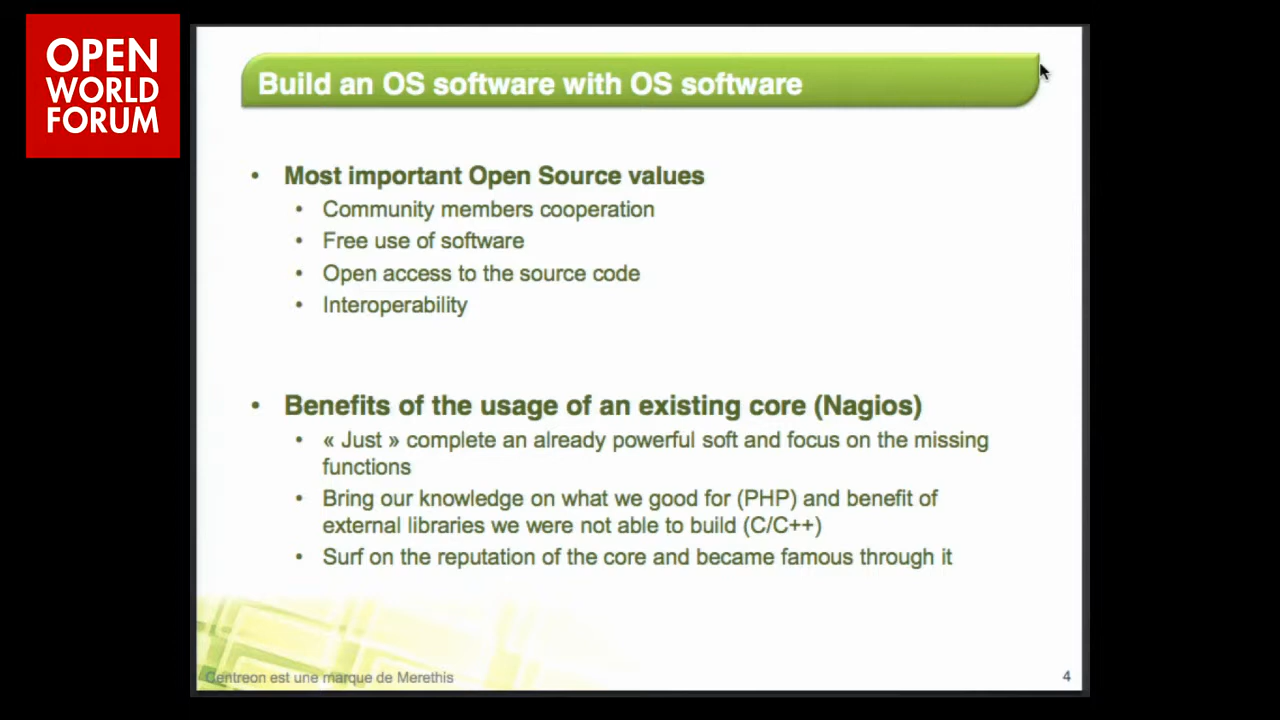 OPEN
WORLD
FORUM
Build an OS software with OS software
• Most important Open Source values
• Community members cooperation
• Free use of software
• Open access to the source code
• Interoperability
• Benefits of the usage of an existing core (Nagios)
• « Just » complete an already powerful soft and focus on the missing
functions
• Bring our knowledge on what we good for (PHP) and benefit of
external libraries we were not able to build (C/C++)
• Surf on the reputation of the core and became famous through it
Centreon est une marque de Merethis
4